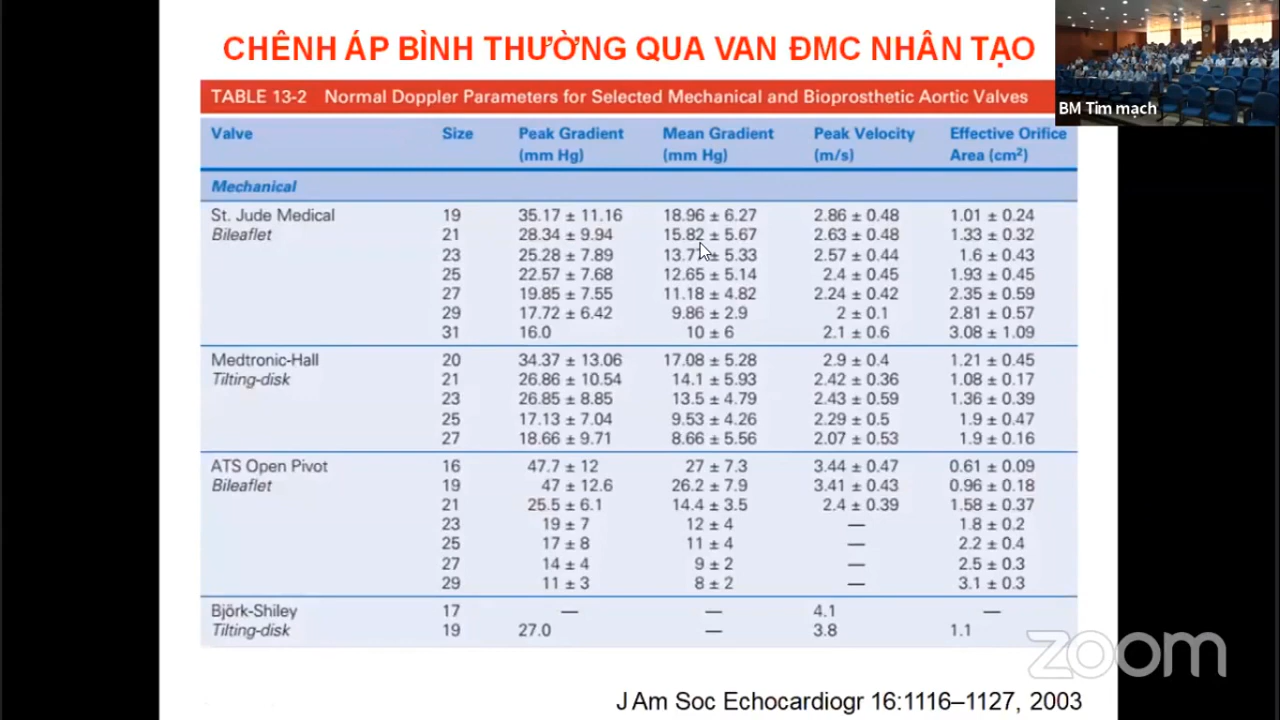 CHÊNH ÁP BÌNH THƯỜNG QUA VAN ĐMC NHÂN TẠO
BM Tim mạch
TABLE 13-2 Normal Doppler Parameters for Selected Mechanical and Bioprosthetic Aortic Valves
Valve Size Peak Gradient (mm Hg) Mean Gradient (mm Hg) Peak Velocity (m/s) Effective Orifice Area (cm²)
Mechanical
St. Jude Medical 19 35.17 ± 11.16 18.96 ± 6.27 2.86 ± 0.48 1.01 ± 0.24
Bileaflet 21 28.34 ± 9.94 15.82 ± 5.67 2.63 ± 0.48 1.33 ± 0.32
23 25.28 ± 7.89 13.77 ± 5.33 2.57 ± 0.44 1.6 ± 0.43
25 22.57 ± 7.68 12.65 ± 5.14 2.4 ± 0.45 1.93 ± 0.45
27 19.85 ± 7.55 11.18 ± 4.82 2.24 ± 0.42 2.35 ± 0.59
29 17.72 ± 6.42 9.86 ± 2.9 2 ± 0.1 2.81 ± 0.57
31 16.0 10 ± 6 2.1 ± 0.6 3.08 ± 1.09
Medtronic-Hall 20 34.37 ± 13.06 17.08 ± 5.28 2.9 ± 0.4 1.21 ± 0.45
Tilting-disk 21 26.86 ± 10.54 14.1 ± 5.93 2.42 ± 0.36 1.08 ± 0.17
23 26.85 ± 8.85 13.5 ± 4.79 2.43 ± 0.59 1.36 ± 0.39
25 17.13 ± 7.04 9.53 ± 4.26 2.29 ± 0.5 1.9 ± 0.47
27 18.66 ± 9.71 8.66 ± 5.56 2.07 ± 0.53 1.9 ± 0.16
ATS Open Pivot 16 47.7 ± 12 27 ± 7.3 3.44 ± 0.47 0.61 ± 0.09
Bileaflet 19 47 ± 12.6 26.2 ± 7.9 3.41 ± 0.43 0.96 ± 0.18
21 25.5 ± 6.1 14.4 ± 3.5 2.4 ± 0.39 1.58 ± 0.37
23 19 ± 7 12 ± 4 — 1.8 ± 0.2
25 17 ± 8 11 ± 4 — 2.2 ± 0.4
27 14 ± 4 9 ± 2 — 2.5 ± 0.3
29 11 ± 3 8 ± 2 — 3.1 ± 0.3
Björk-Shiley 17 — — 4.1 —
Tilting-disk 19 27.0 — 3.8 1.1
zoom
J Am Soc Echocardiogr 16:1116–1127, 2003